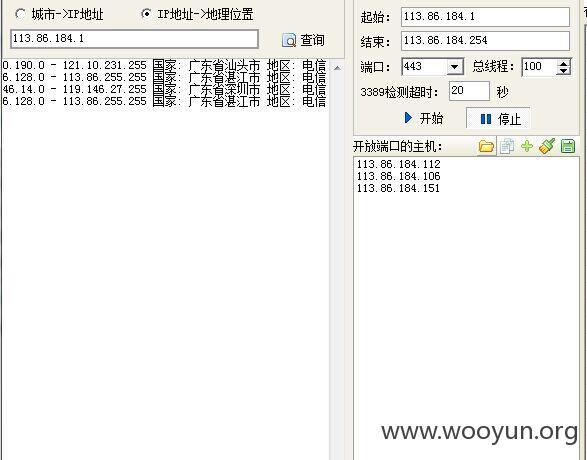 城市->IP地址
IP地址->地理位置
113.86.184.1
查询
0.190.0 - 121.10.231.255 国家: 广东省汕头市 地区: 电信
6.128.0 - 113.86.255.255 国家: 广东省湛江市 地区: 电信
46.14.0 - 119.146.27.255 国家: 广东省深圳市 地区: 电信
6.128.0 - 113.86.255.255 国家: 广东省湛江市 地区: 电信
起始: 113.86.184.1
结束: 113.86.184.254
端口: 443 总线程: 100
3389检测超时: 20 秒
开始 停止
开放端口的主机:
113.86.184.112
113.86.184.106
113.86.184.151
www.wooyun.org